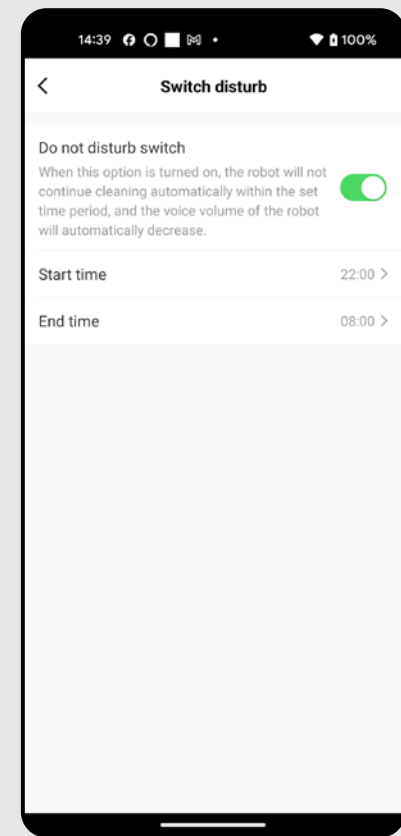 14:39 100%
Switch disturb
Do not disturb switch
When this option is turned on, the robot will not
continue cleaning automatically within the set
time period, and the voice volume of the robot
will automatically decrease.
Start time 22:00
End time 08:00